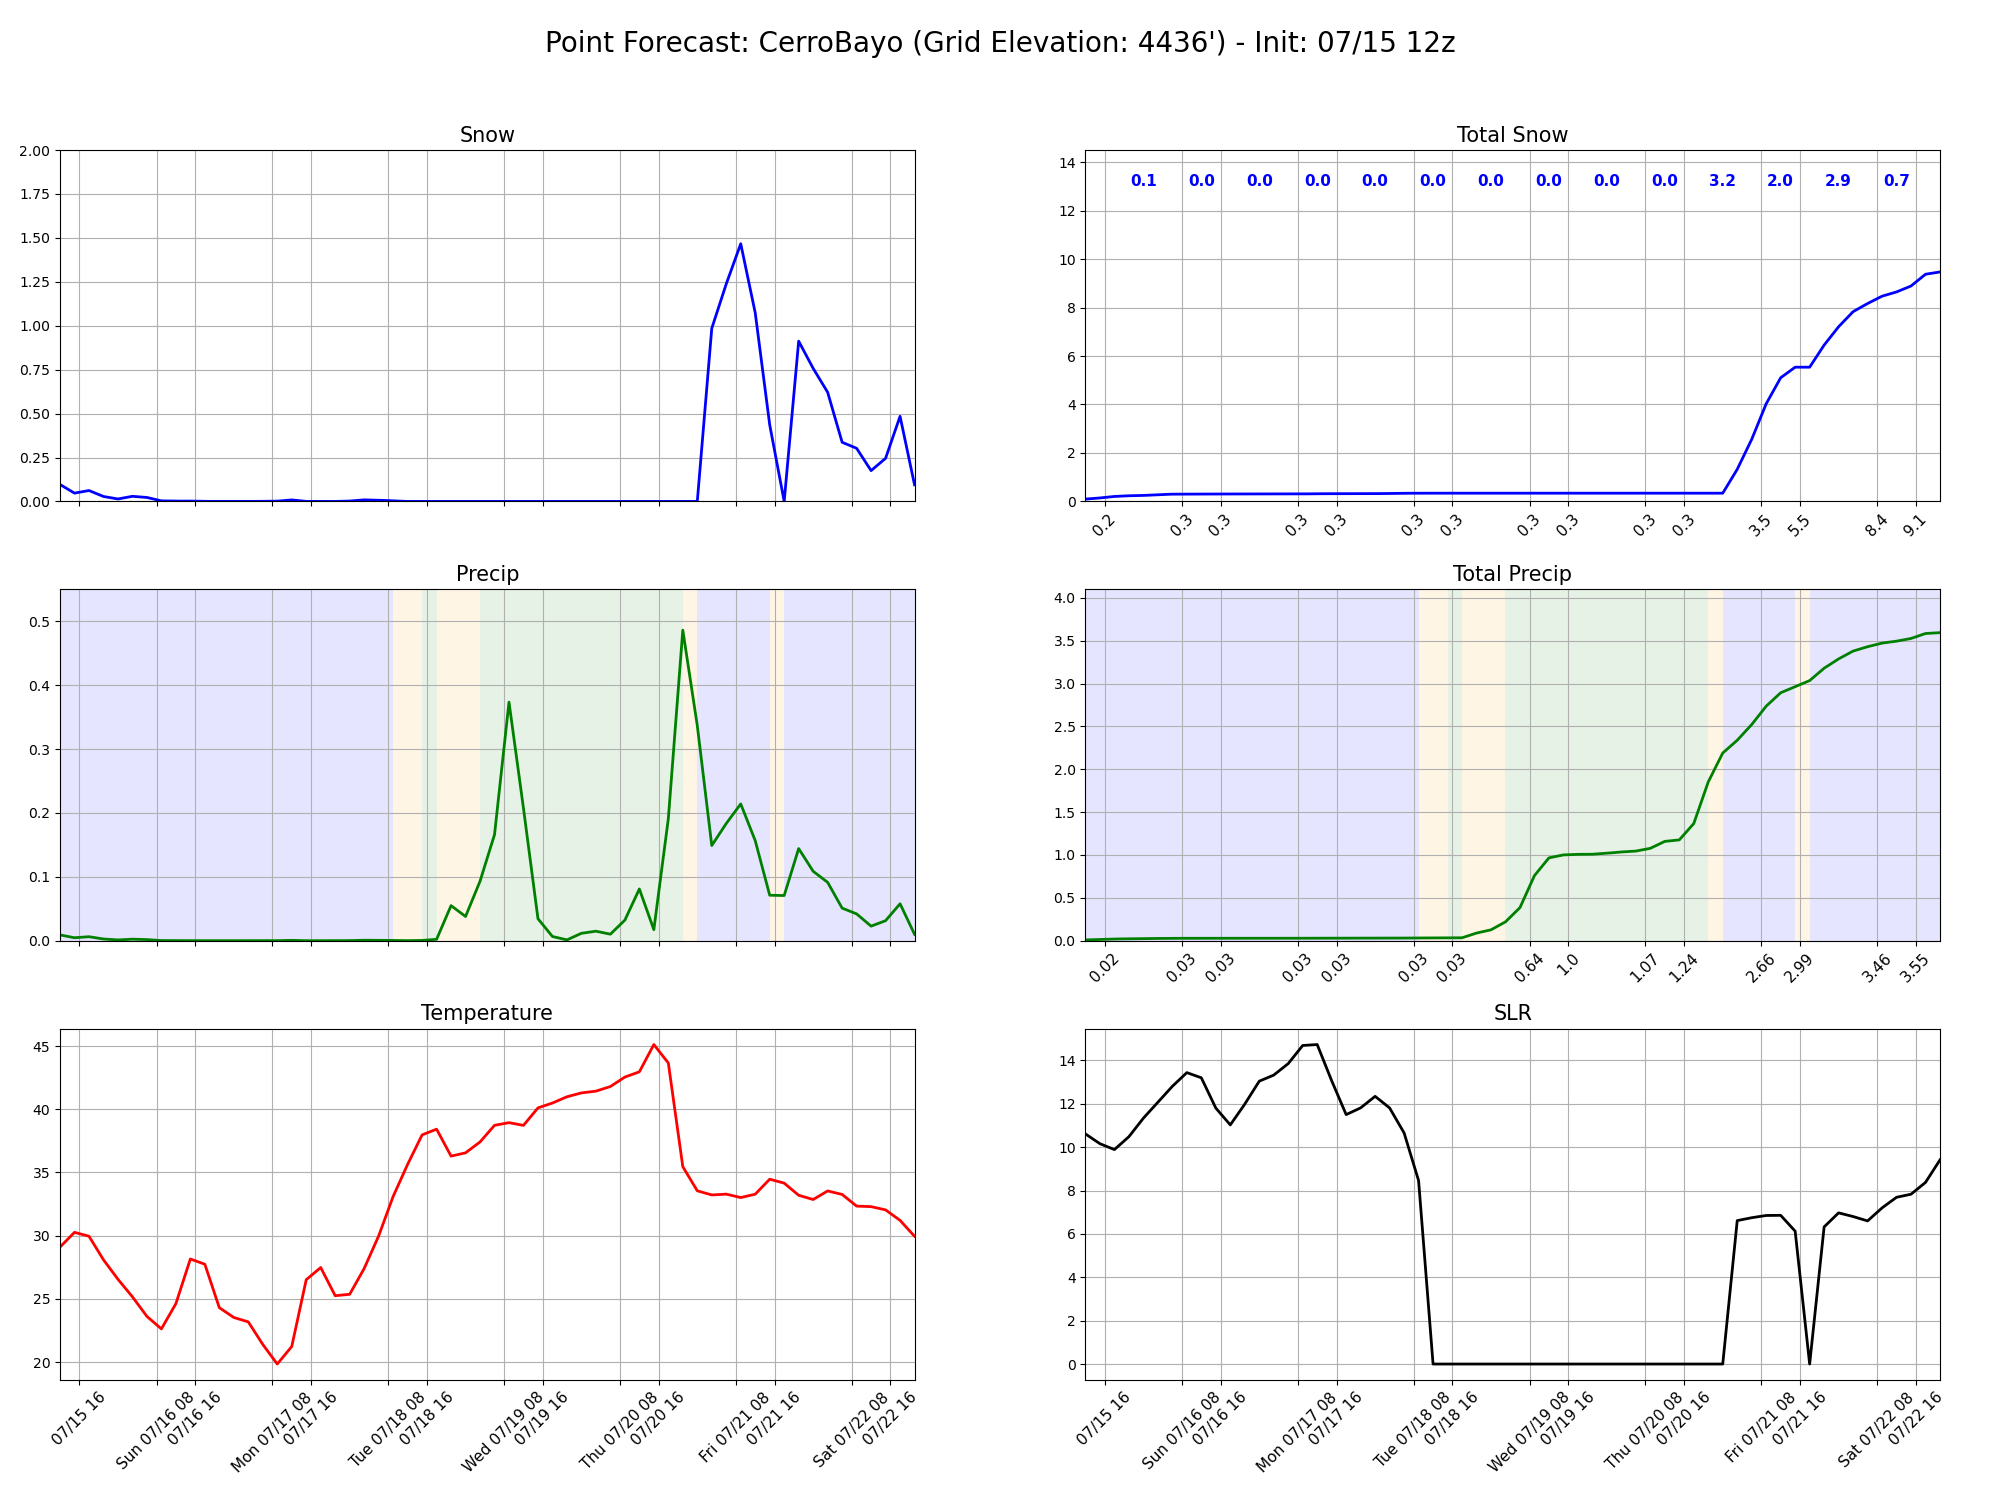 Point Forecast: CerroBayo (Grid Elevation: 4436') - Init: 07/15 12z
Snow
2.00
1.75
1.50
1.25
1.00
0.75
0.50
0.25
0.00
Total Snow
14
12
10
8
6
4
2
0
0.1 0.0 0.0 0.0 0.0 0.0 0.0 0.0 0.0 0.0 3.2 2.0 2.9 0.7
0.2 0.3 0.3 0.3 0.3 0.3 0.3 0.3 0.3 0.3 0.3 3.5 5.5 8.4 9.1
Precip
0.5
0.4
0.3
0.2
0.1
0.0
Total Precip
4.0
3.5
3.0
2.5
2.0
1.5
1.0
0.5
0.0
0.02 0.03 0.03 0.03 0.03 0.03 0.03 0.64 1.0 1.07 1.24 2.66 2.99 3.46 3.55
Temperature
45
40
35
30
25
20
07/15 16
Sun 07/16 08
07/16 16
Mon 07/17 08
07/17 16
Tue 07/18 08
07/18 16
Wed 07/19 08
07/19 16
Thu 07/20 08
07/20 16
Fri 07/21 08
07/21 16
Sat 07/22 08
07/22 16
SLR
14
12
10
8
6
4
2
0
07/15 16
Sun 07/16 08
07/16 16
Mon 07/17 08
07/17 16
Tue 07/18 08
07/18 16
Wed 07/19 08
07/19 16
Thu 07/20 08
07/20 16
Fri 07/21 08
07/21 16
Sat 07/22 08
07/22 16